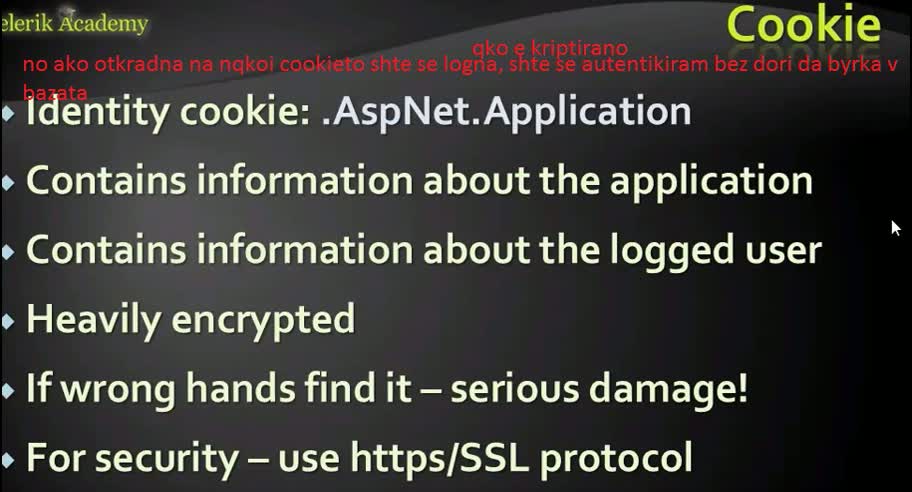 elerik Academy
Cookie
qko e kriptirano
no ako otkradna na nqkoi cookieto shte se logna, shte se autentikiram bez dori da byrka v
bazata
Identity cookie: .AspNet.Application
Contains information about the application
Contains information about the logged user
Heavily encrypted
If wrong hands find it – serious damage!
For security – use https/SSL protocol